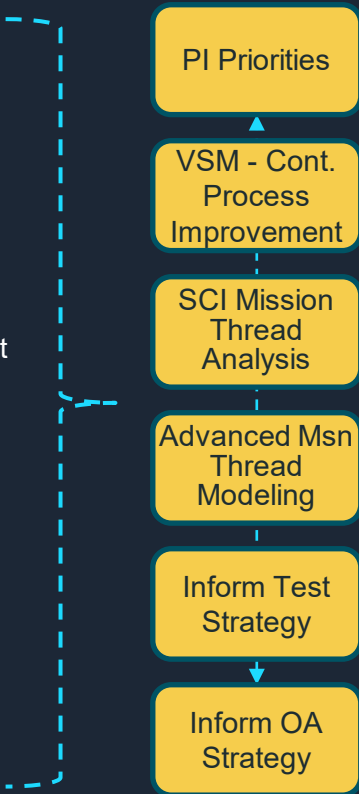 PI Priorities
VSM - Cont.
Process
Improvement
SCI Mission
Thread
Analysis
t
Advanced Msn
Thread
Modeling
Inform Test
Strategy
Inform OA
Strategy